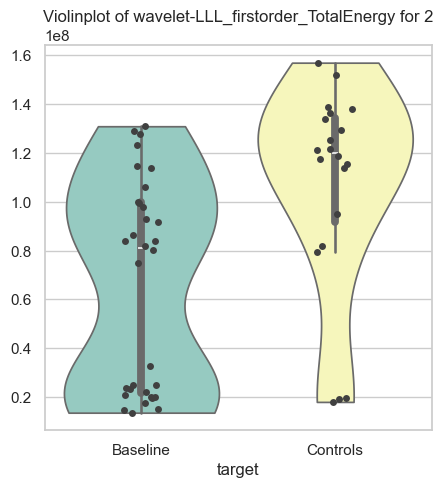 Violinplot of wavelet-LLL_firstorder_TotalEnergy for 2
1e8
1.6
1.4
1.2
1.0
0.8
0.6
0.4
0.2
Baseline Controls
target